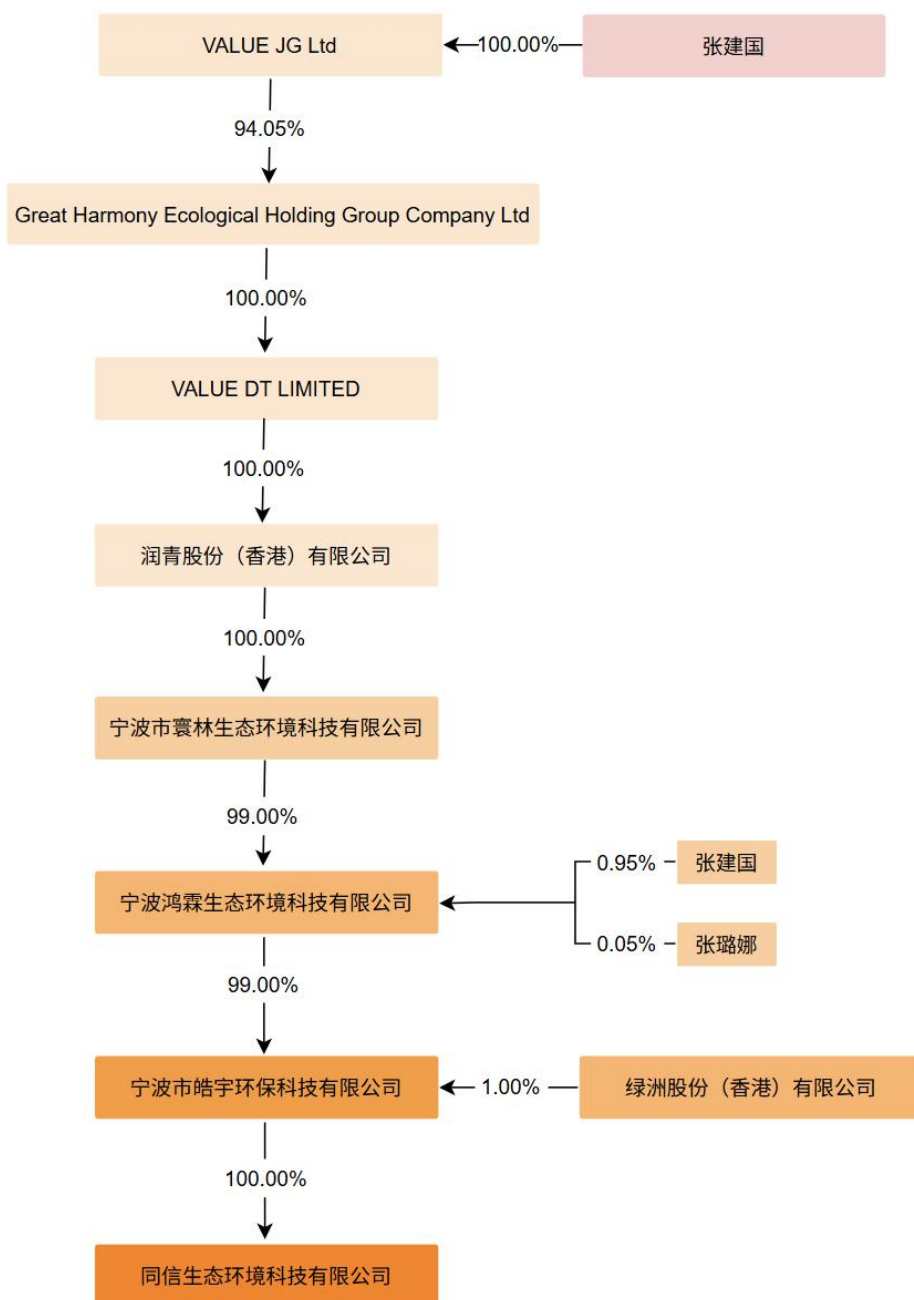 VALUE JG Ltd
100.00%
张建国
94.05%
Great Harmony Ecological Holding Group Company Ltd
100.00%
VALUE DT LIMITED
100.00%
润青股份（香港）有限公司
100.00%
宁波市寰林生态环境科技有限公司
99.00%
宁波鸿霖生态环境科技有限公司
0.95%
张建国
0.05%
张璐娜
99.00%
宁波市皓宇环保科技有限公司
1.00%
绿洲股份（香港）有限公司
100.00%
同信生态环境科技有限公司